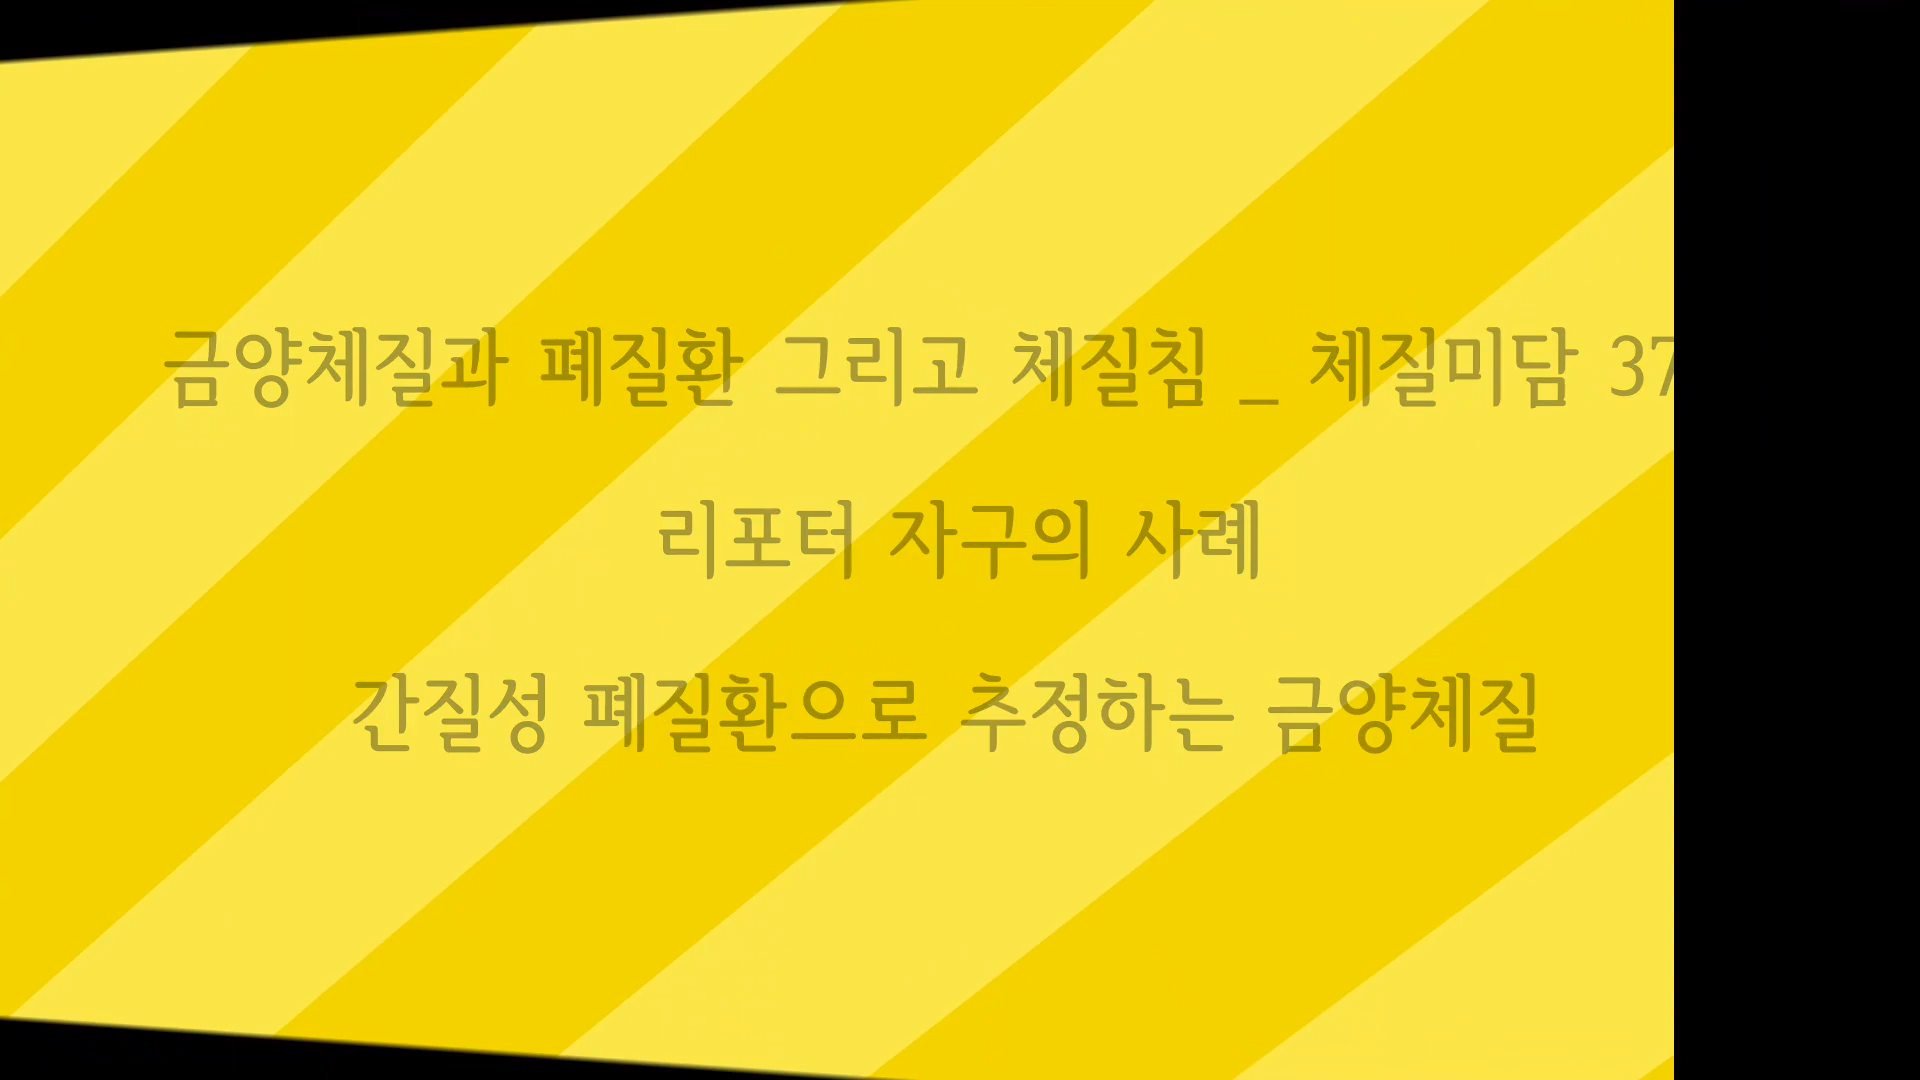 금양체질과 폐질환 그리고 체질침 _ 체질미담 37
리포터 자구의 사례
간질성 폐질환으로 추정하는 금양체질